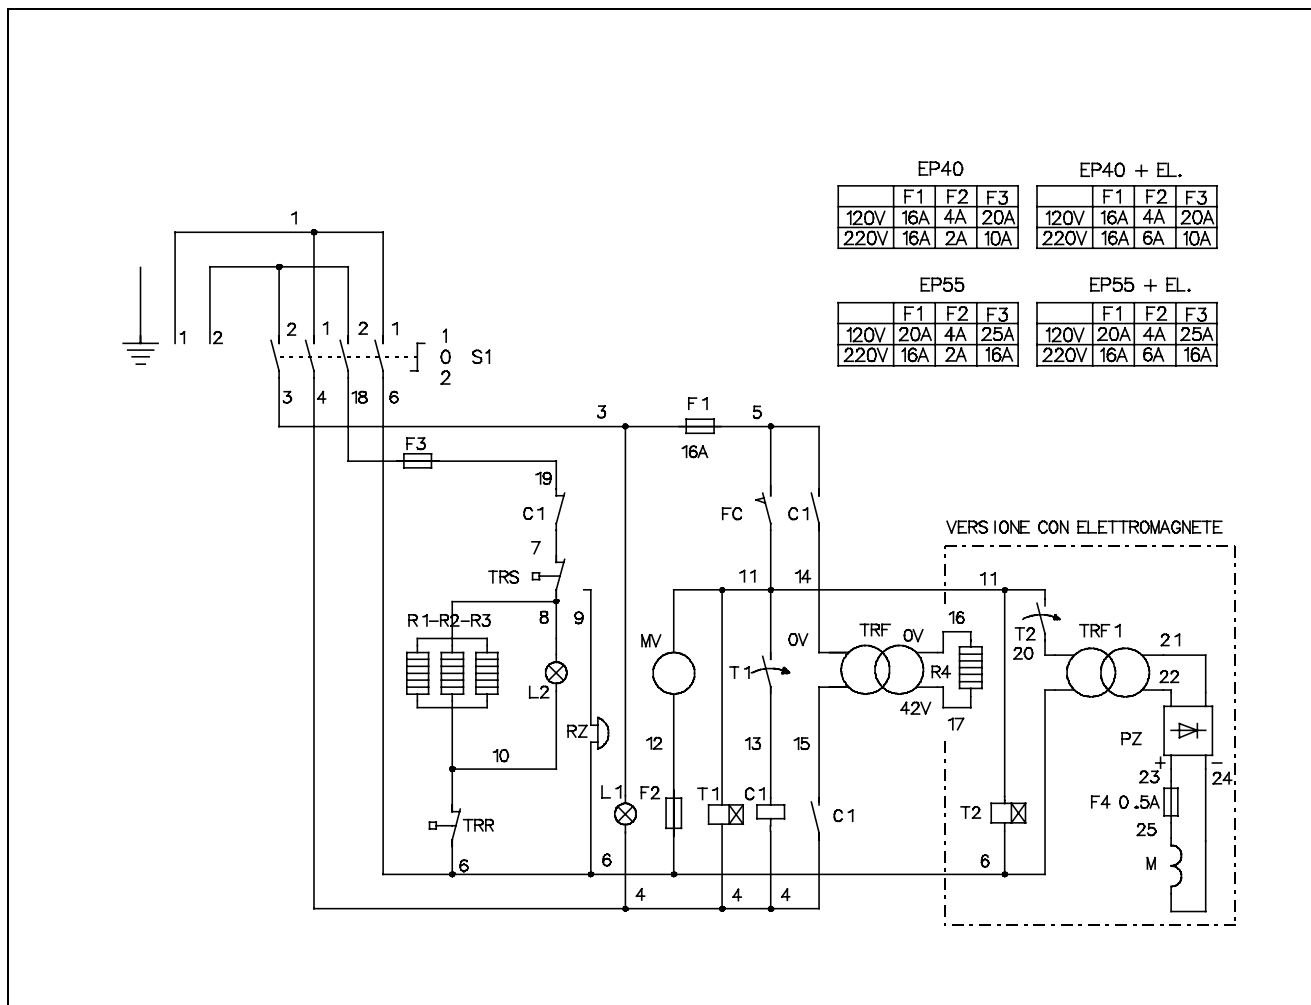 EP40
F1 F2 F3
120V 16A 4A 20A
220V 16A 2A 10A
EP40 + EL.
F1 F2 F3
120V 16A 4A 20A
220V 16A 6A 10A
EP55
F1 F2 F3
120V 20A 4A 25A
220V 16A 2A 16A
EP55 + EL.
F1 F2 F3
120V 20A 4A 25A
220V 16A 6A 16A
1
1 2
2 1 2 1
1
0 S1
2
3 4 18 6
3 F1 5
16A
F3
19
C1
FC C1
VERSIONE CON ELETTROMAGNETE
7
TRS
11 14 11
8 9
R1-R2-R3
16
MV 0V TRF 0V
T2 TRF1 21
20
T1 R4
22
L2
42V 17
RZ
12 13 15
PZ
10
+ -
23 24
L1 F2 T1 C1
F4 0.5A
T2
C1
TRR
25
6 6 6
M
4 4 4